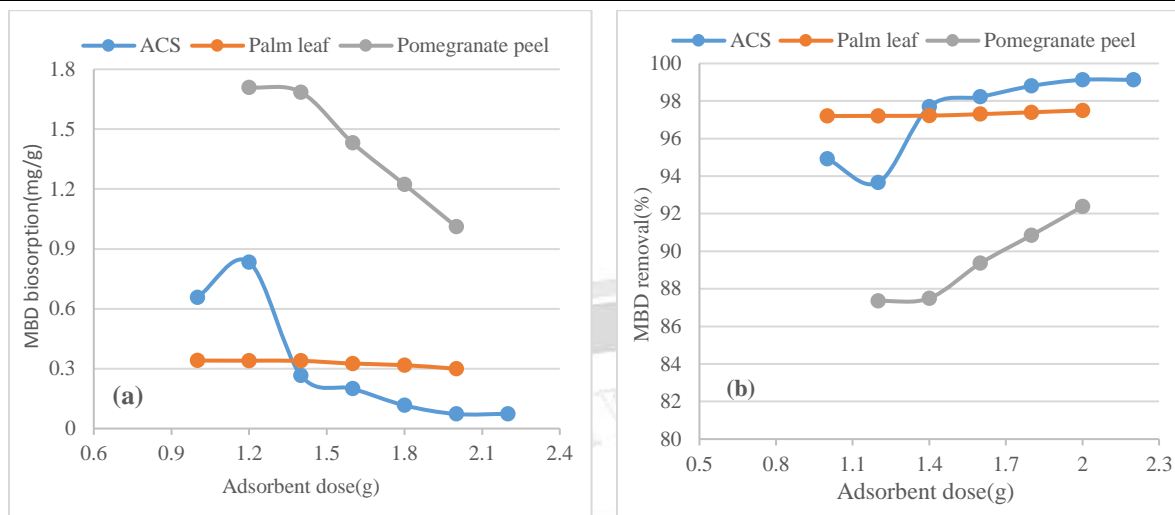 ACS Palm leaf Pomegranate peel
MBD biosorption(mg/g)
1.8
1.5
1.2
0.9
0.6
0.3
0
(a)
0.6 0.9 1.2 1.5 1.8 2.1 2.4
Adsorbent dose(g)
ACS Palm leaf Pomegranate peel
MBD removal(%)
100
98
96
94
92
90
88
86
84
82
80
(b)
0.5 0.8 1.1 1.4 1.7 2 2.3
Adsorbent dose(g)